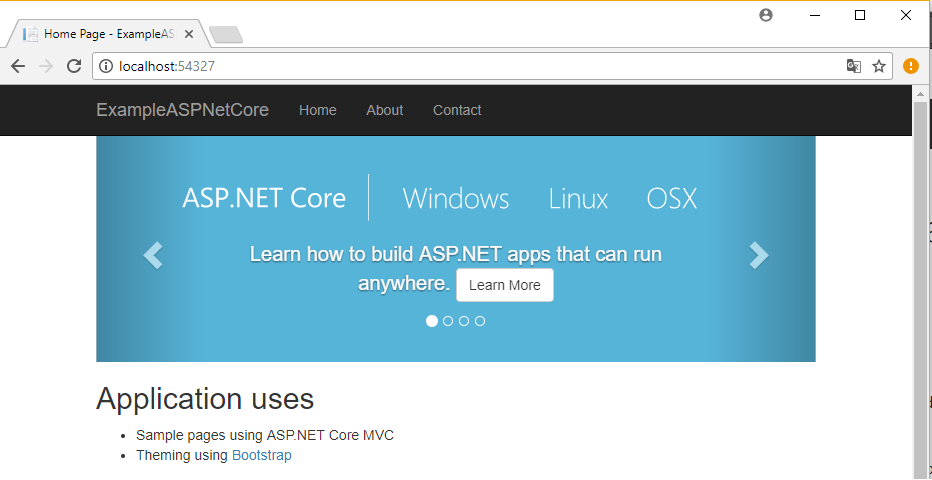 Home Page - ExampleAS
localhost:54327
ExampleASPNetCore Home About Contact
ASP.NET Core Windows Linux OSX
Learn how to build ASP.NET apps that can run
anywhere. Learn More
Application uses
Sample pages using ASP.NET Core MVC
Theming using Bootstrap